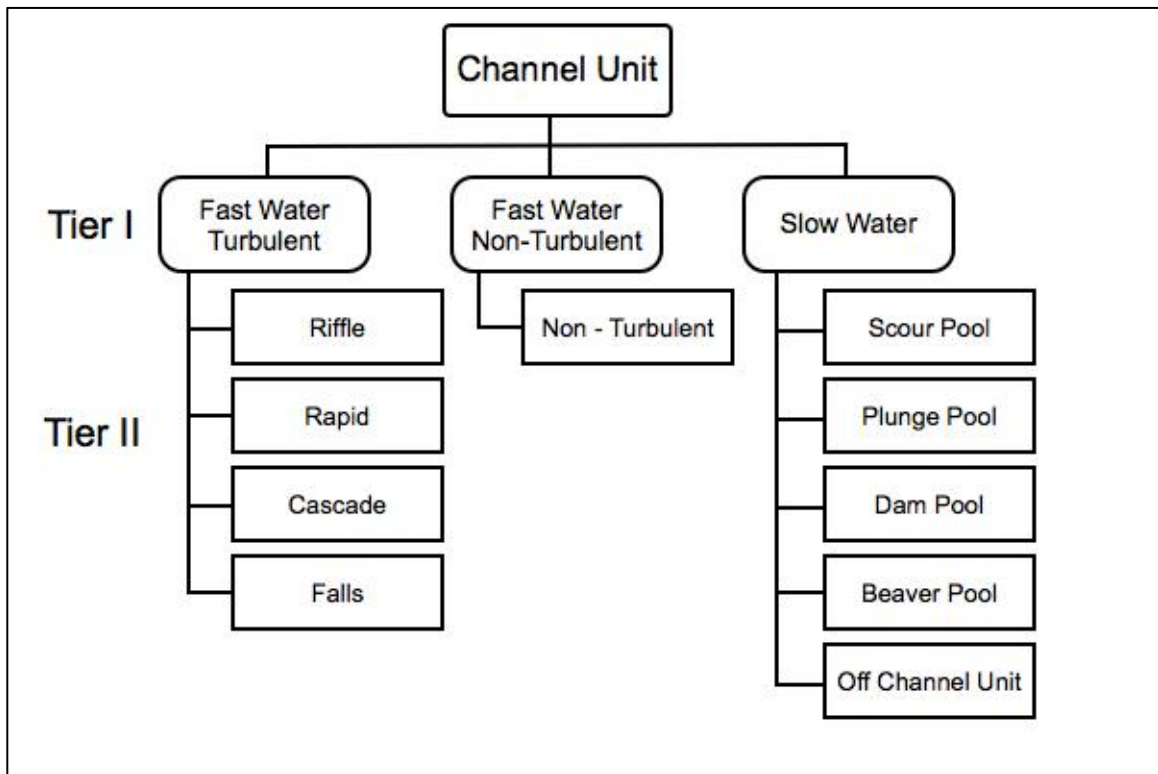 Channel Unit
Tier I
Fast Water
Turbulent
Fast Water
Non-Turbulent
Slow Water
Tier II
Riffle
Rapid
Cascade
Falls
Non - Turbulent
Scour Pool
Plunge Pool
Dam Pool
Beaver Pool
Off Channel Unit